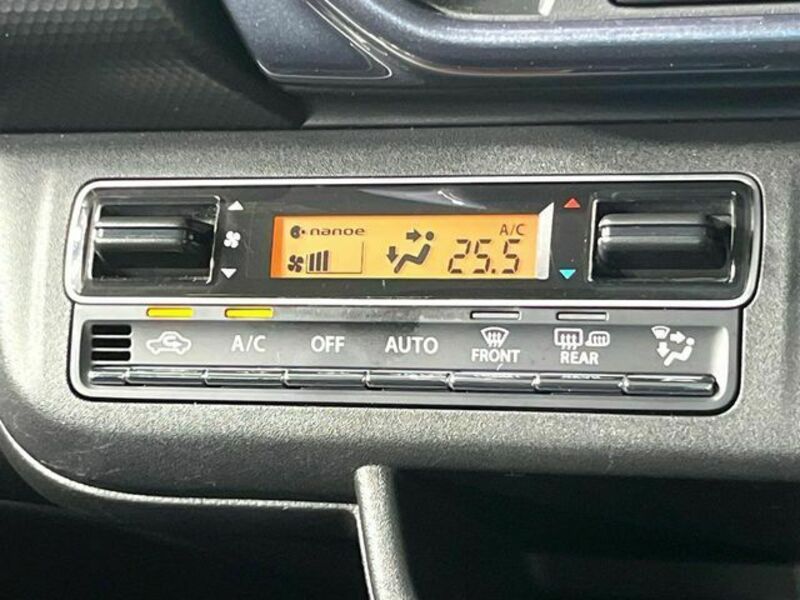 nanoe
A/C
25.5
A/C OFF AUTO FRONT REAR